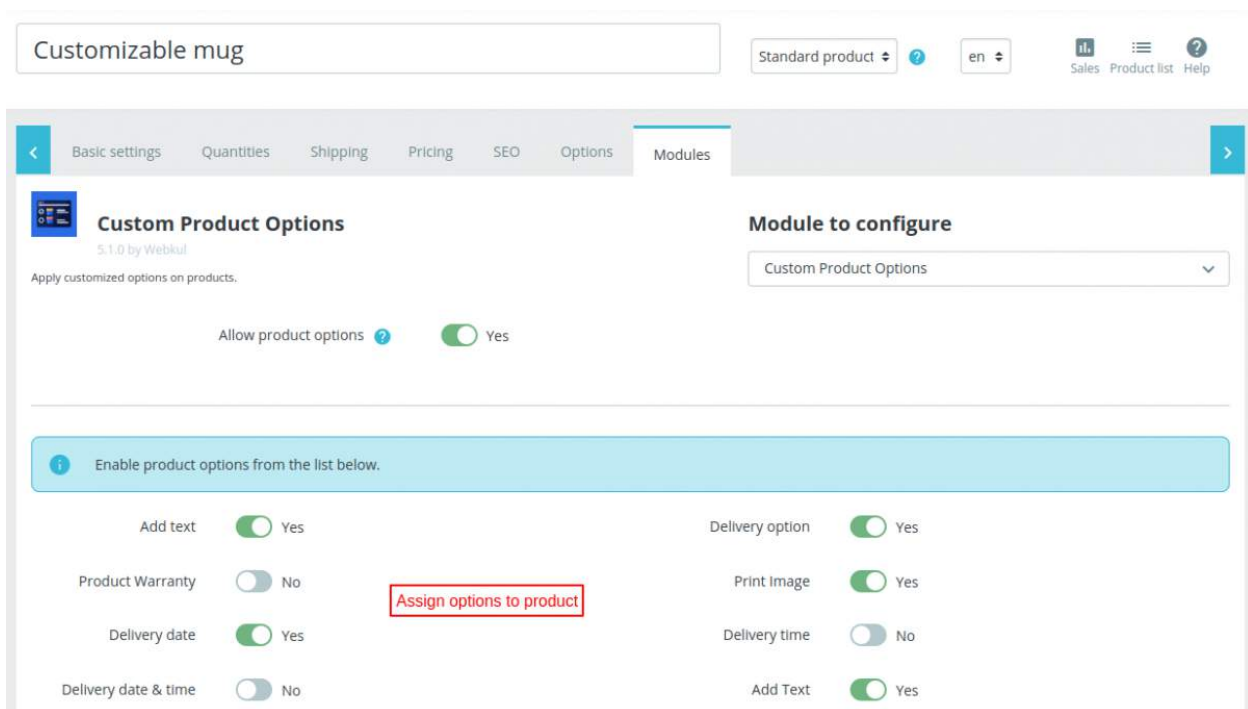 Customizable mug
Standard product
en
Sales Product list Help
Basic settings Quantities Shipping Pricing SEO Options Modules
Custom Product Options
5.1.0 by Webkul
Apply customized options on products.
Module to configure
Custom Product Options
Allow product options ? Yes
Enable product options from the list below.
Add text Yes Delivery option Yes
Product Warranty No Print Image Yes
Assign options to product
Delivery date Yes Delivery time No
Delivery date & time No Add Text Yes